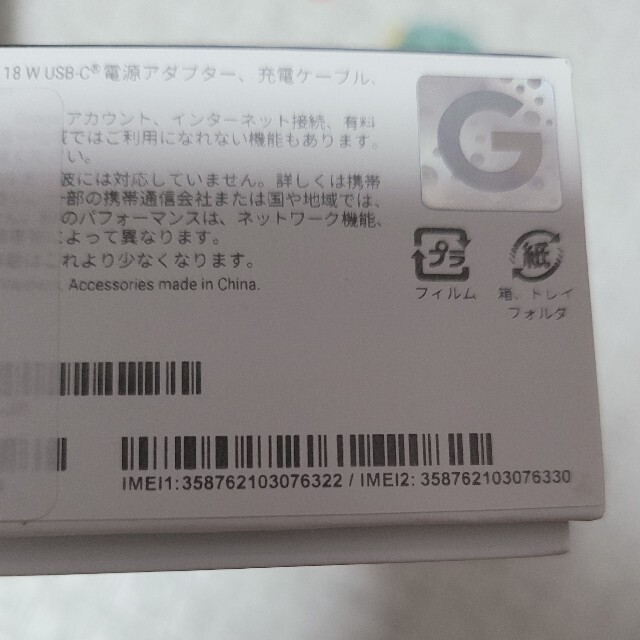 18 W USB-C® 電源アダプター、充電ケーブル、
アカウント、インターネット接続、有料
域ではご利用になれない機能もあります。
い。
波には対応していません。詳しくは携帯
一部の携帯通信会社または国や地域では、
のパフォーマンスは、ネットワーク機能、
によって異なります。
れより少なくなります。
Accessories made in China.
G
プラ
フィルム
紙
箱、トレイ
フォルダ
IMEI1:358762103076322 / IMEI2: 358762103076330